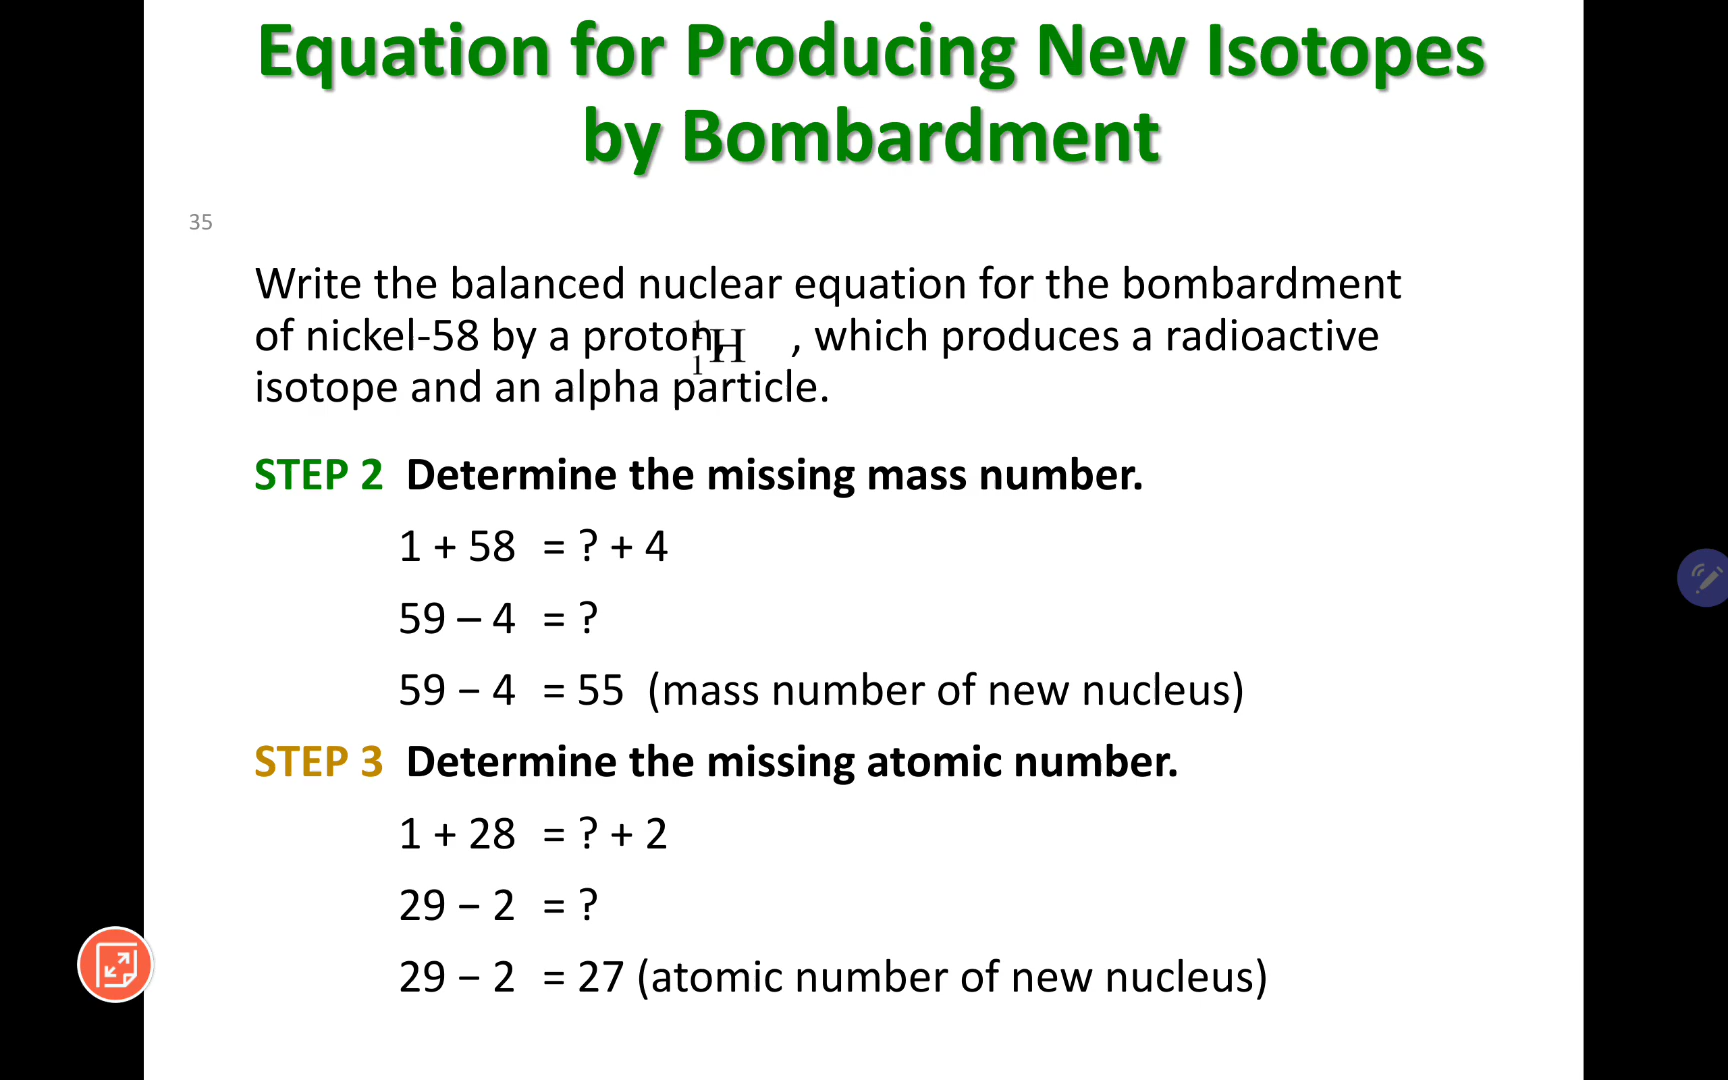 Equation for Producing New Isotopes
by Bombardment
35
Write the balanced nuclear equation for the bombardment
of nickel-58 by a proton, ¹₁H , which produces a radioactive
isotope and an alpha particle.
STEP 2 Determine the missing mass number.
1 + 58 = ? + 4
59 – 4 = ?
59 − 4 = 55 (mass number of new nucleus)
STEP 3 Determine the missing atomic number.
1 + 28 = ? + 2
29 − 2 = ?
29 − 2 = 27 (atomic number of new nucleus)